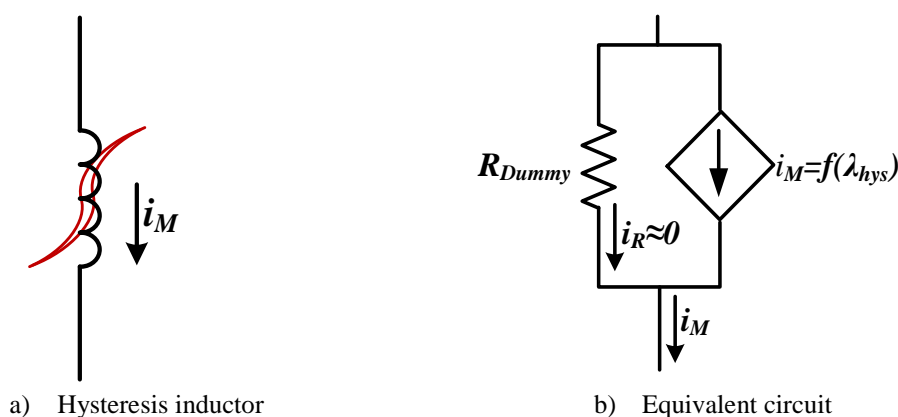 i_M
a) Hysteresis inductor
R_Dummy
i_R≈0
i_M=f(λ_hys)
i_M
b) Equivalent circuit